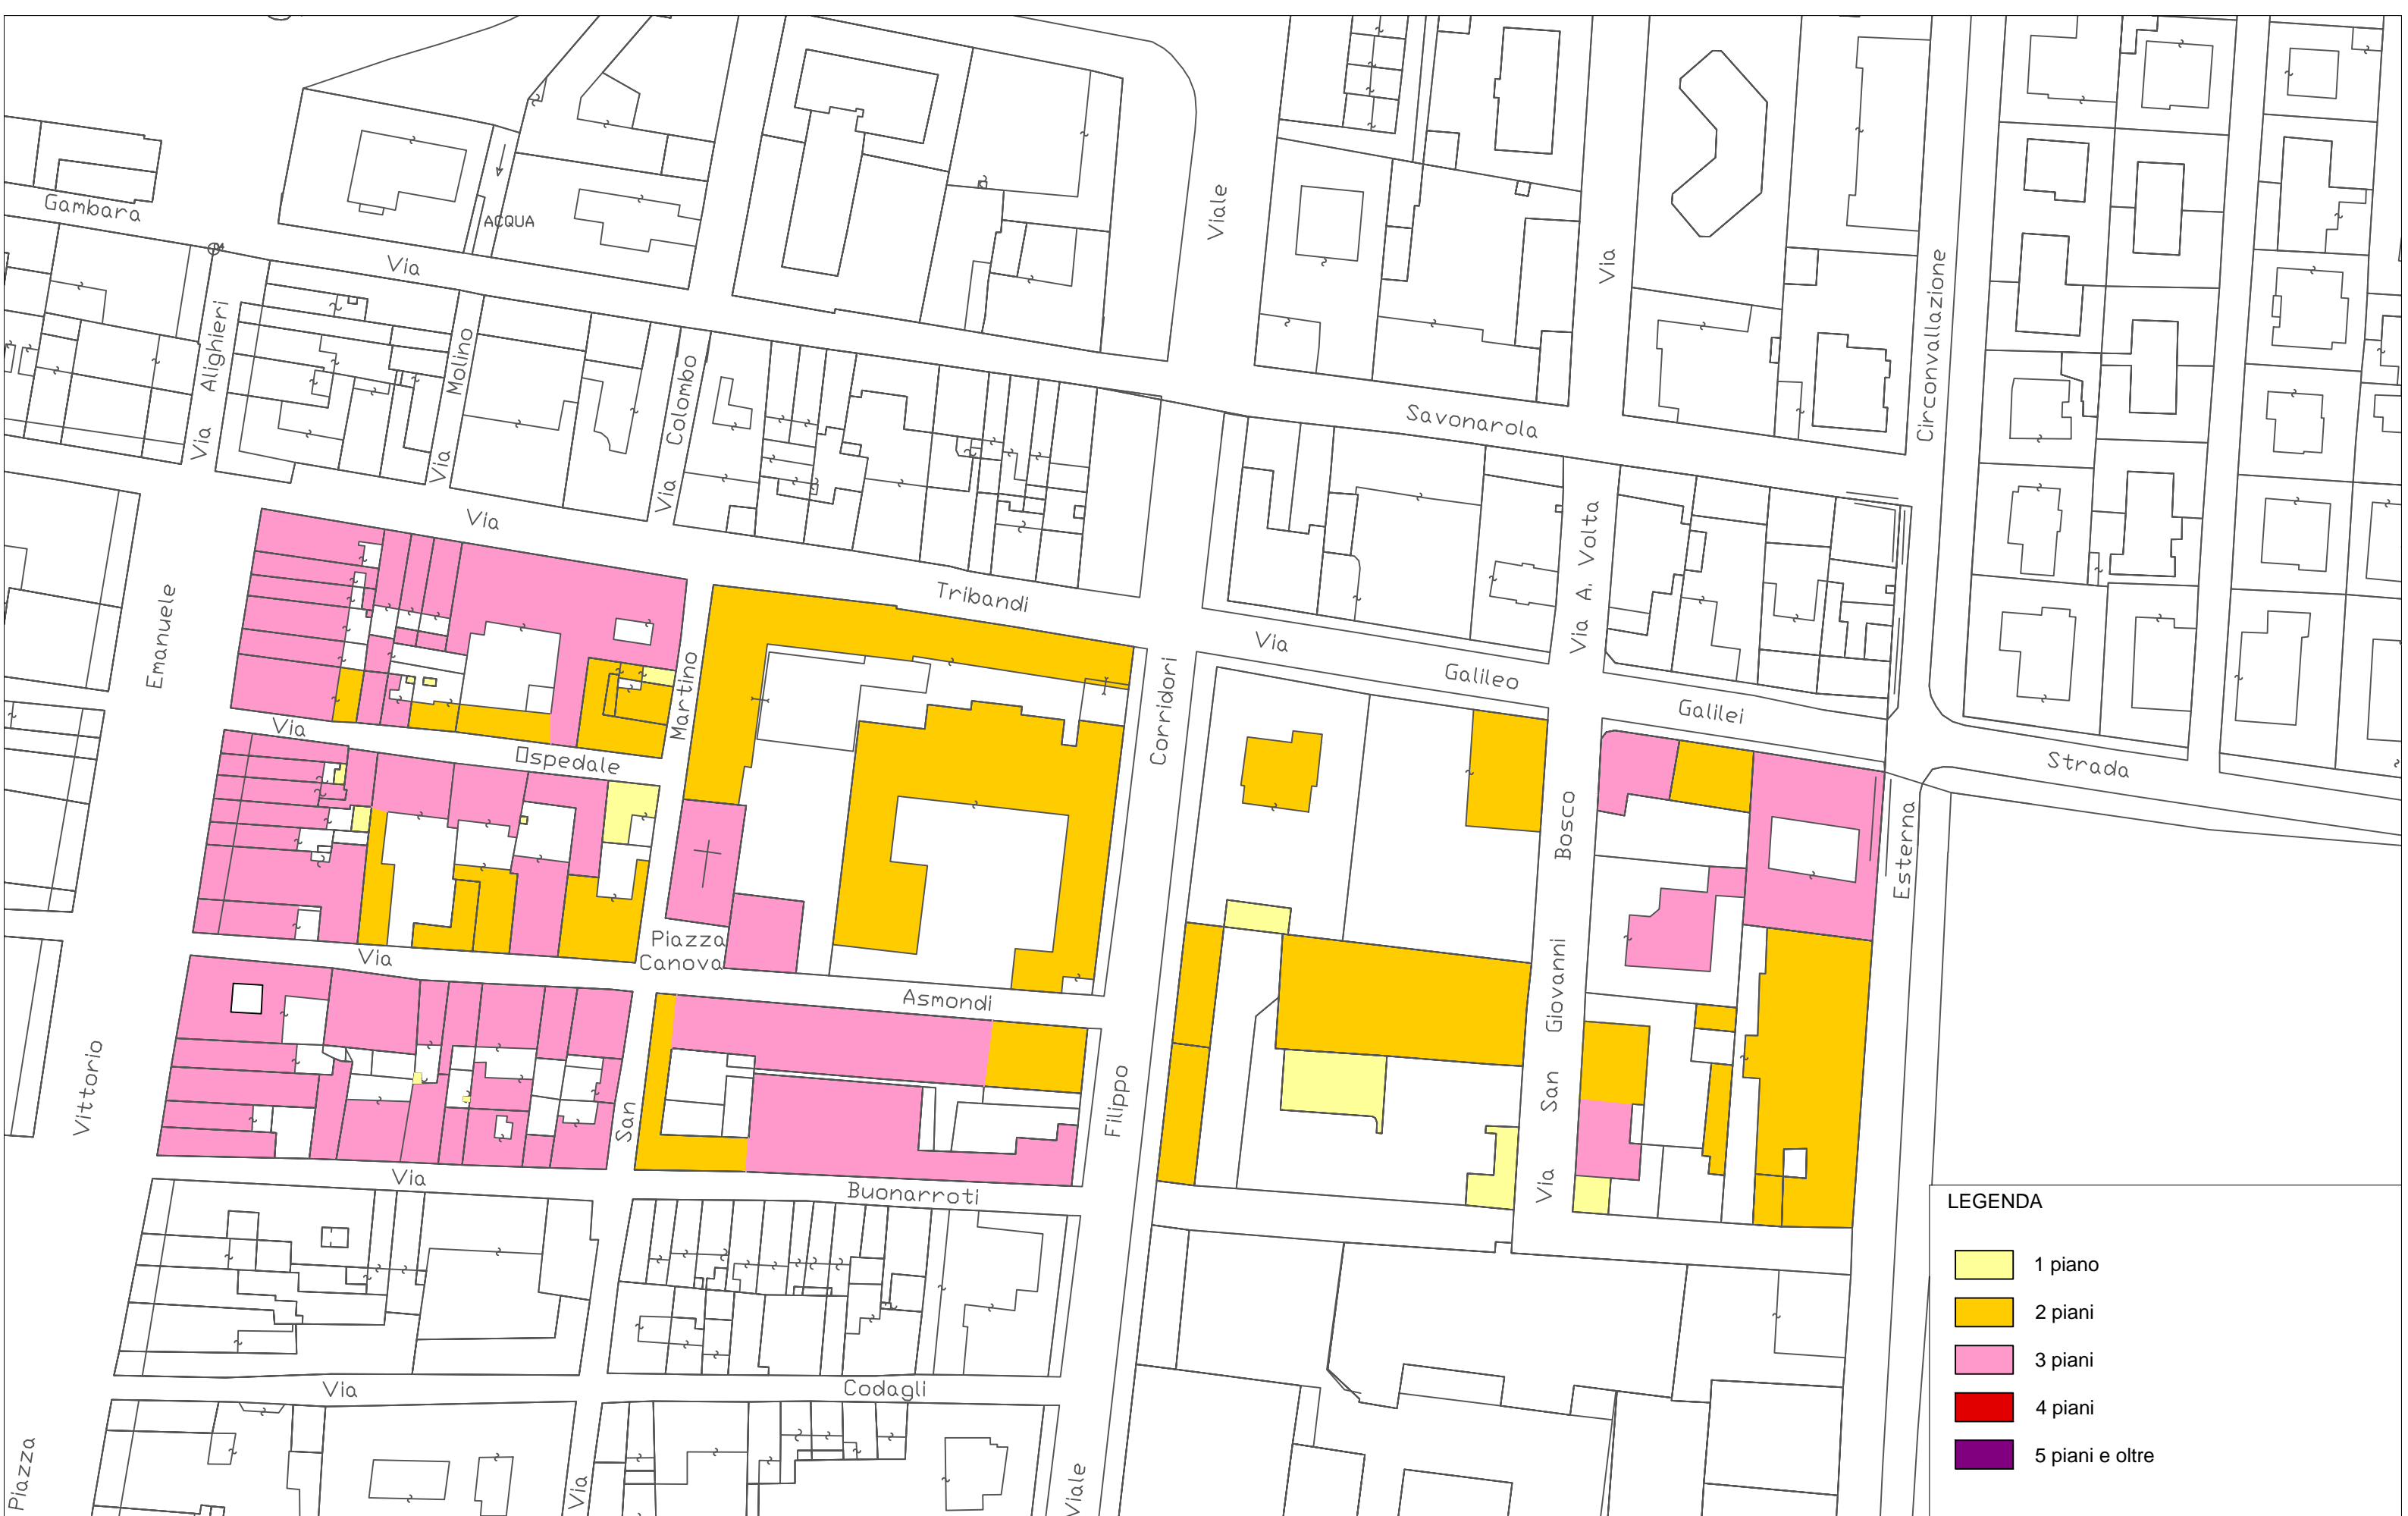 Gambara
Via
ACQUA
Viale
Via
Circonvallazione
Via Alighieri
Via Molino
Via Colombo
Savonarola
Via
Tribandi
Via A. Volta
Via
Galileo
Galilei
Strada
Emanuele
Martino
Corridori
Via
Ospedale
Bosco
Esterna
Via
Piazza
Canova
Asmondi
Giovanni
Vittorio
San
Filippo
San
Via
Via
Buonarroti
Via
Codagli
Piazza
Via
Viale
LEGENDA
1 piano
2 piani
3 piani
4 piani
5 piani e oltre